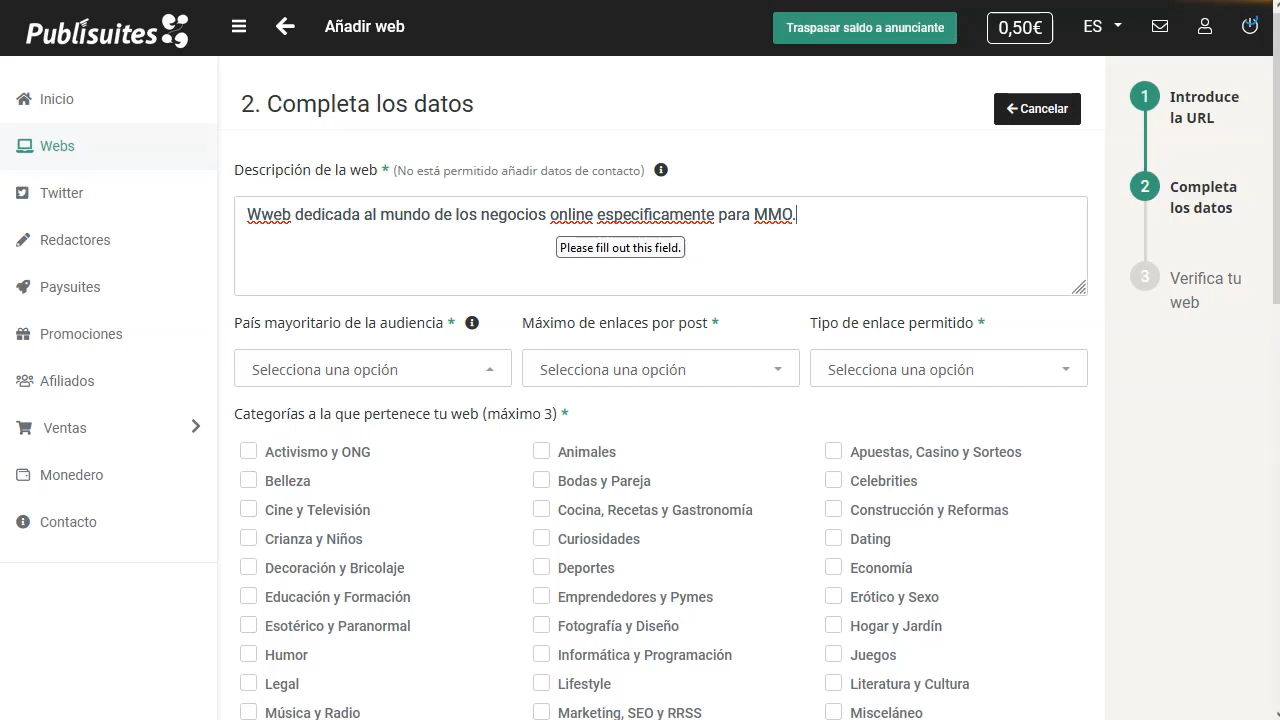 Publisuites
Añadir web
Traspasar saldo a anunciante
0,50€
ES
Inicio
Webs
Twitter
Redactores
Paysuites
Promociones
Afiliados
Ventas
Monedero
Contacto
2. Completa los datos
Cancelar
Descripción de la web * (No está permitido añadir datos de contacto)
Wweb dedicada al mundo de los negocios online especificamente para MMO.
Please fill out this field.
País mayoritario de la audiencia * Máximo de enlaces por post * Tipo de enlace permitido *
Selecciona una opción Selecciona una opción Selecciona una opción
Categorías a la que pertenece tu web (máximo 3) *
Activismo y ONG Animales Apuestas, Casino y Sorteos
Belleza Bodas y Pareja Celebrities
Cine y Televisión Cocina, Recetas y Gastronomía Construcción y Reformas
Crianza y Niños Curiosidades Dating
Decoración y Bricolaje Deportes Economía
Educación y Formación Emprendedores y Pymes Erótico y Sexo
Esotérico y Paranormal Fotografía y Diseño Hogar y Jardín
Humor Informática y Programación Juegos
Legal Lifestyle Literatura y Cultura
Música y Radio Marketing, SEO y RRSS Misceláneo
1 Introduce
la URL
2 Completa
los datos
3 Verifica tu
web